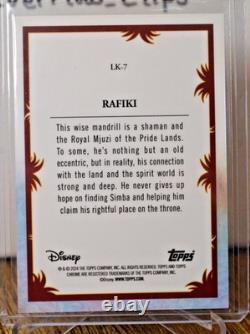 LK-7
RAFIKI
This wise mandrill is a shaman and
the Royal Mjuzi of the Pride Lands.
To some, he's nothing but an old
eccentric, but in reality, his connection
with the land and the spirit world is
strong and deep. He never gives up
hope on finding Simba and helping him
claim his rightful place on the throne.
Disney topps
® & © 2024 THE TOPPS COMPANY, INC. ALL RIGHTS RESERVED. TOPPS AND TOPPS
CHROME ARE REGISTERED TRADEMARKS OF THE TOPPS COMPANY, INC.
©Disney WWW.TOPPS.COM